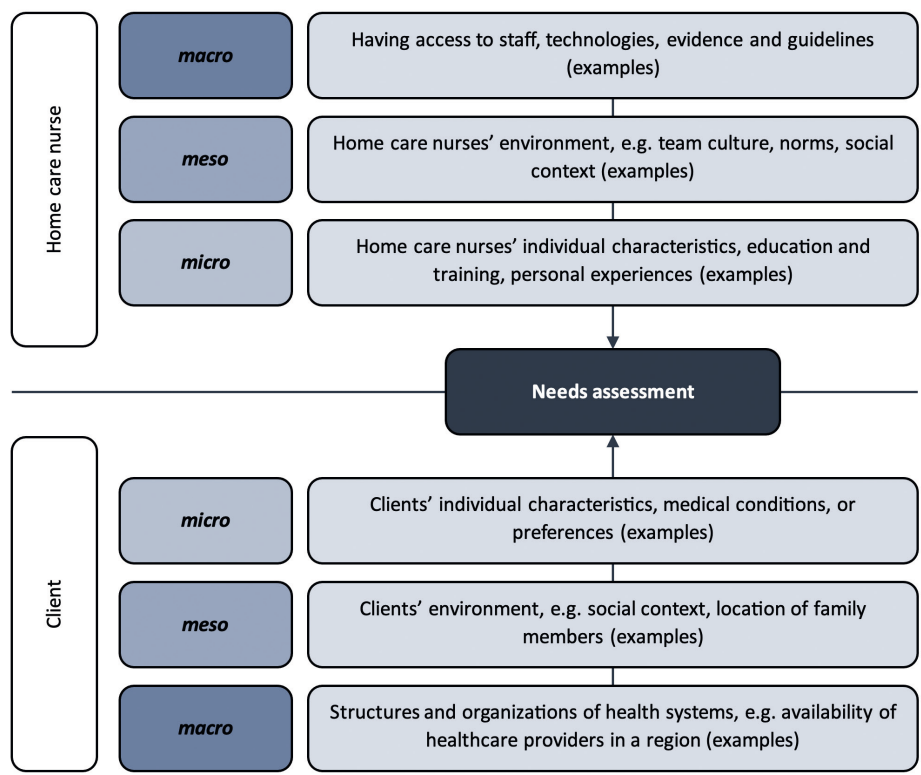 Home care nurse
macro
Having access to staff, technologies, evidence and guidelines
(examples)
meso
Home care nurses’ environment, e.g. team culture, norms, social
context (examples)
micro
Home care nurses’ individual characteristics, education and
training, personal experiences (examples)
Needs assessment
Client
micro
Clients’ individual characteristics, medical conditions, or
preferences (examples)
meso
Clients’ environment, e.g. social context, location of family
members (examples)
macro
Structures and organizations of health systems, e.g. availability of
healthcare providers in a region (examples)